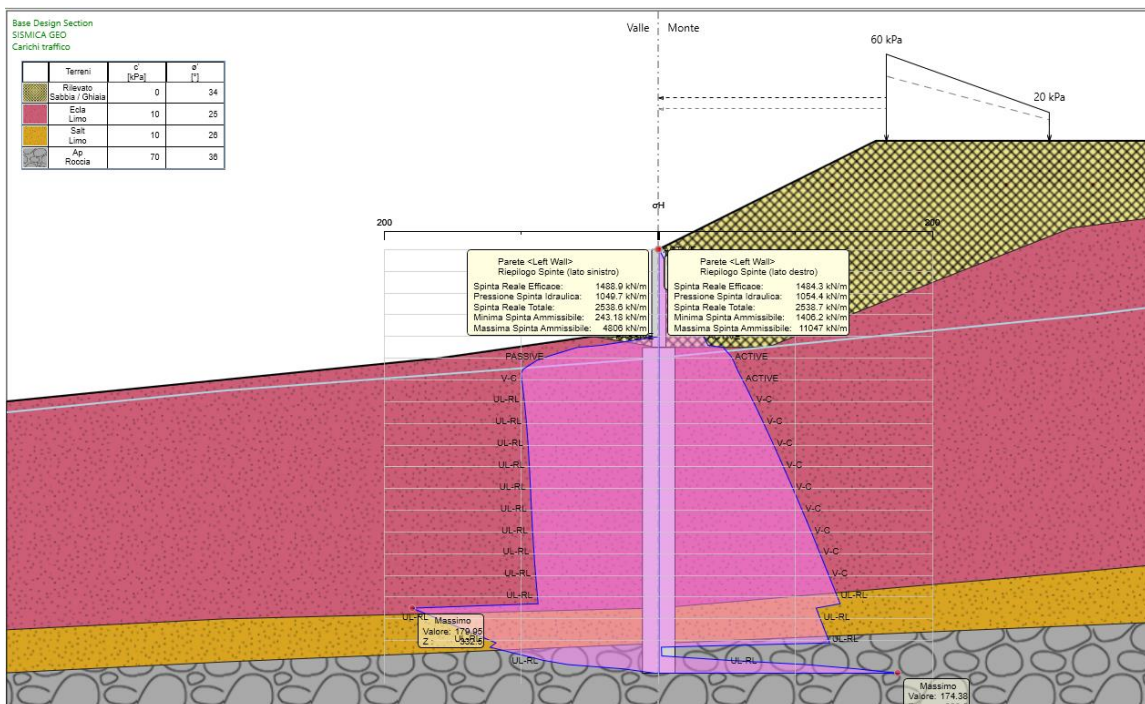 Base Design Section
SISMICA GEO
Carichi traffico
Valle
Monte
60 kPa
20 kPa
Terreni c' [kPa] ø' [°]
Rilevato Sabbia / Ghiaia 0 34
Ecla Limo 10 25
Salt Limo 10 26
Ap Roccia 70 36
σH
200
200
Parete <Left Wall>
Riepilogo Spinte (lato sinistro)
Spinta Reale Efficace: 1488.9 kN/m
Pressione Spinta Idraulica: 1049.7 kN/m
Spinta Reale Totale: 2538.6 kN/m
Minima Spinta Ammissibile: 243.18 kN/m
Massima Spinta Ammissibile: 4806 kN/m
Parete <Left Wall>
Riepilogo Spinte (lato destro)
Spinta Reale Efficace: 1484.3 kN/m
Pressione Spinta Idraulica: 1054.4 kN/m
Spinta Reale Totale: 2538.7 kN/m
Minima Spinta Ammissibile: 1406.2 kN/m
Massima Spinta Ammissibile: 11047 kN/m
PASSIVE
ACTIVE
V-C
ACTIVE
UL-RL
V-C
UL-RL
V-C
UL-RL
V-C
UL-RL
V-C
UL-RL
V-C
UL-RL
V-C
UL-RL
V-C
UL-RL
V-C
UL-RL
V-C
UL-RL
UL-RL
UL-RL
UL-RL
Massimo
Valore: 179.95
Z :
UL-RL
UL-RL
UL-RL
UL-RL
Massimo
Valore: 174.38